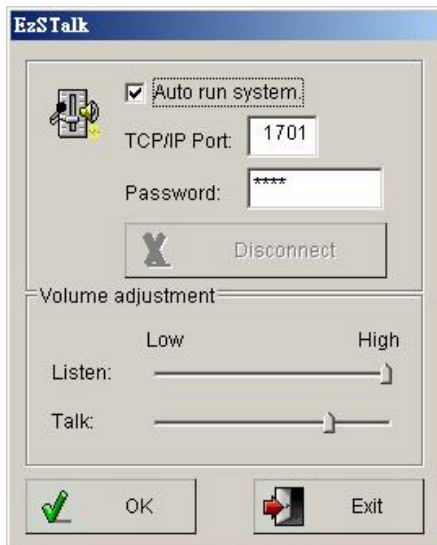 EzSTalk
Auto run system.
TCP/IP Port: 1701
Password: ****
Disconnect
Volume adjustment
Low High
Listen:
Talk:
OK Exit